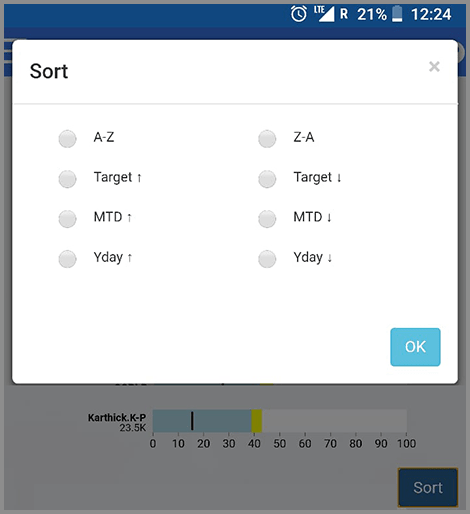 LTE R 21% 12:24
Sort ×
A-Z Z-A
Target ↑ Target ↓
MTD ↑ MTD ↓
Yday ↑ Yday ↓
OK
Karthick.K-P
23.5K
0 10 20 30 40 50 60 70 80 90 100
Sort